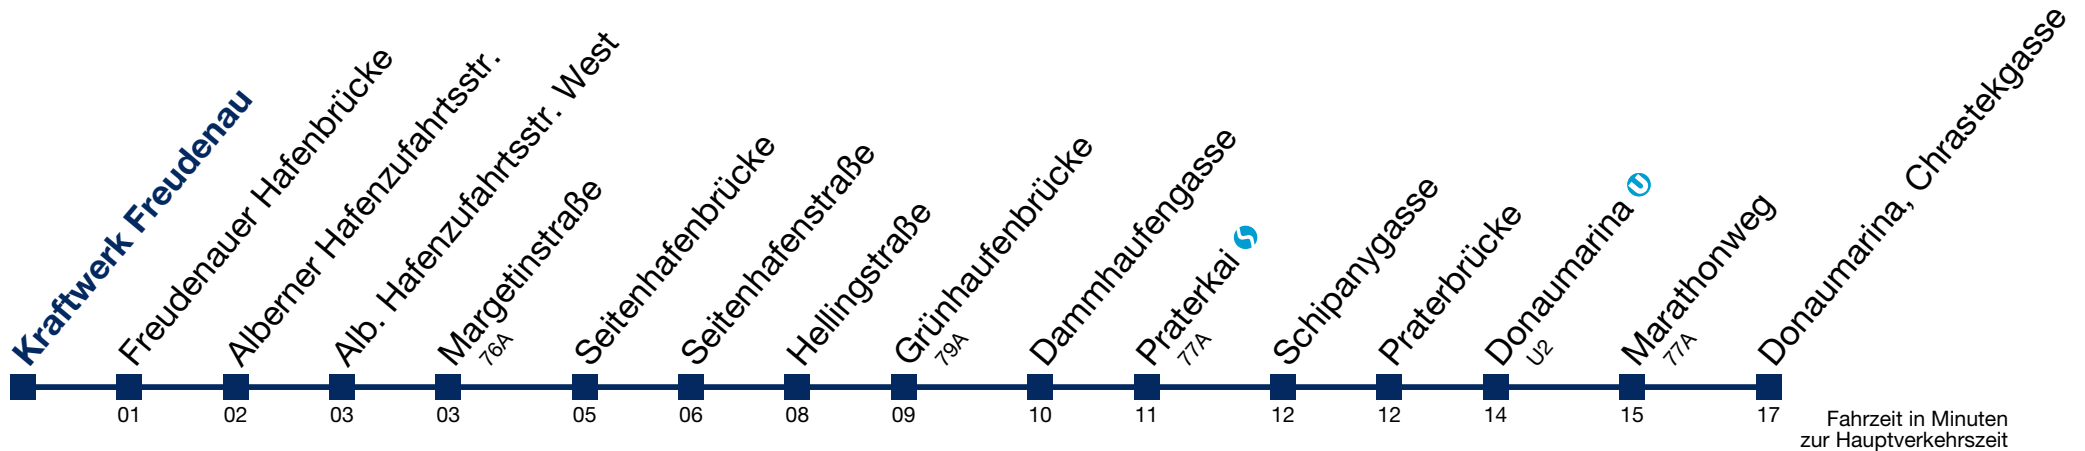 Kraftwerk Freudenau
Freudenauer Hafenbrücke
01
Alberner Hafenzufahrtsstr.
02
Alb. Hafenzufahrtsstr. West
03
Margetinstraße
76A
03
Seitenhafenbrücke
05
Seitenhafenstraße
06
Hellingstraße
08
Grünhaufenbrücke
79A
09
Dammhaufengasse
10
Praterkai
77A
11
Schipanygasse
12
Praterbrücke
12
Donaumarina U
U2
14
Marathonweg
77A
15
Donaumarina, Chrastekgasse
17
Fahrzeit in Minuten
zur Hauptverkehrszeit